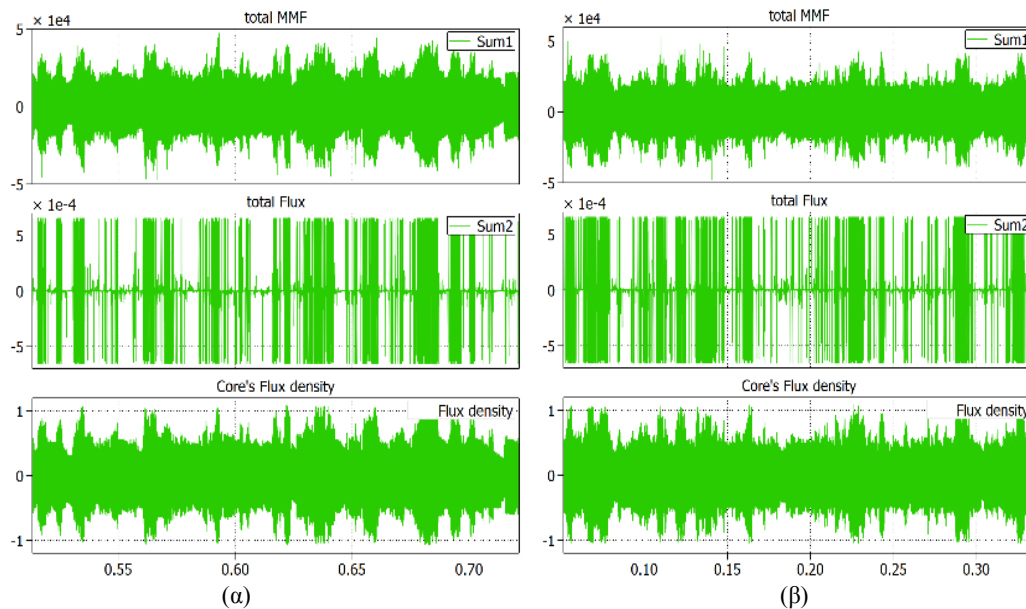 × 1e4
total MMF
5
Sum1
0
-5
× 1e-4
total Flux
5
Sum2
0
-5
Core's Flux density
1
Flux density
0
-1
0.55
0.60
0.65
0.70
(α)
× 1e4
total MMF
5
Sum1
0
-5
× 1e-4
total Flux
5
Sum2
0
-5
Core's Flux density
1
Flux density
0
-1
0.10
0.15
0.20
0.25
0.30
(β)